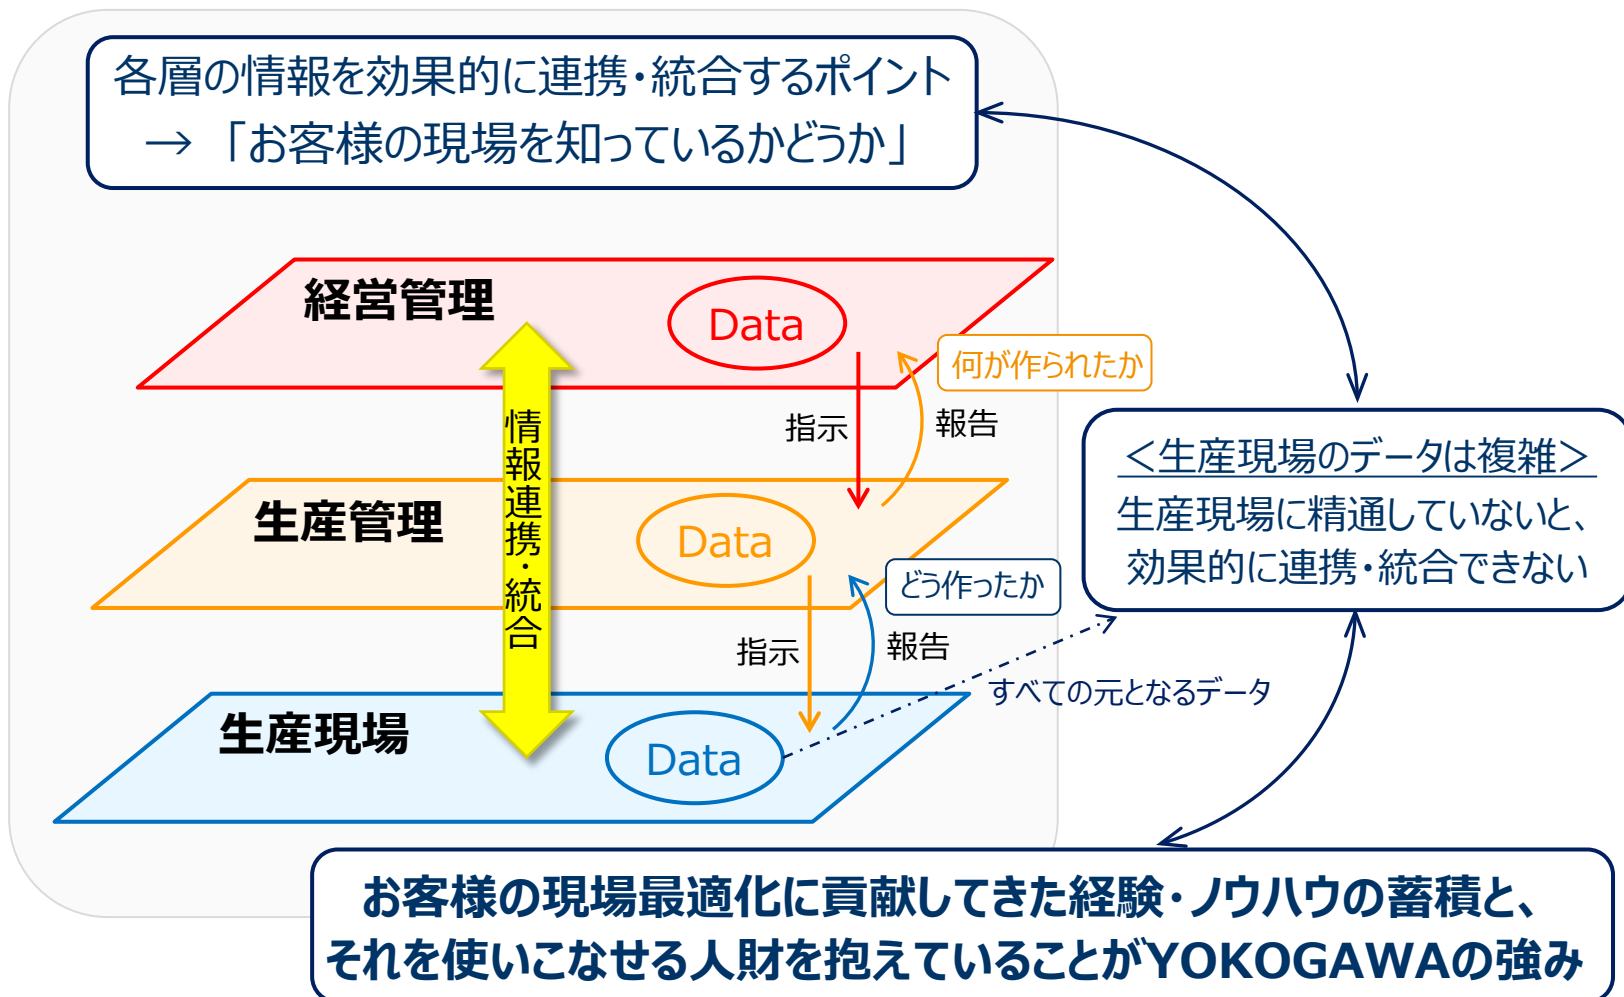 各層の情報を効果的に連携・統合するポイント
→ 「お客様の現場を知っているかどうか」
経営管理
Data
何が作られたか
指示
報告
情報連携・統合
生産管理
Data
どう作ったか
指示
報告
＜生産現場のデータは複雑＞
生産現場に精通していないと、
効果的に連携・統合できない
すべての元となるデータ
生産現場
Data
お客様の現場最適化に貢献してきた経験・ノウハウの蓄積と、
それを使いこなせる人財を抱えていることがYOKOGAWAの強み